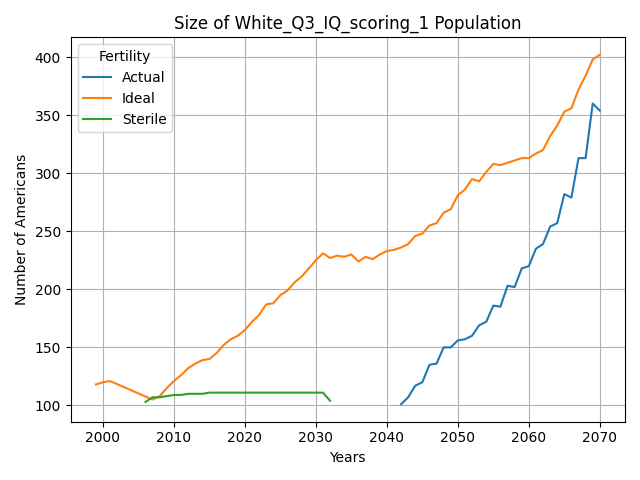 Size of White_Q3_IQ_scoring_1 Population
Fertility
Actual
Ideal
Sterile
Number of Americans
400
350
300
250
200
150
100
2000 2010 2020 2030 2040 2050 2060 2070
Years